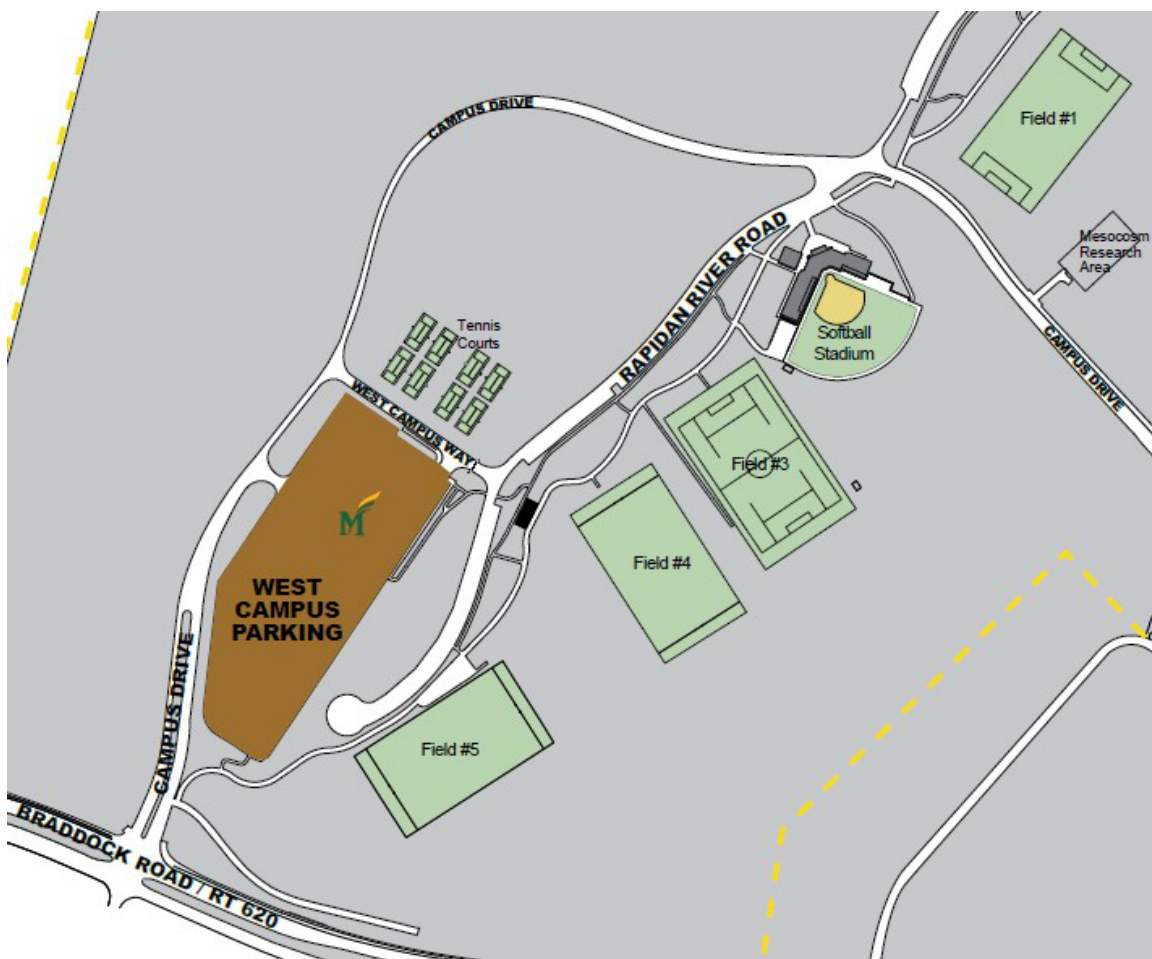 CAMPUS DRIVE
Field #1
RAPIDAN RIVER ROAD
Mesocosm
Research
Area
Tennis
Courts
Softball
Stadium
CAMPUS DRIVE
WEST CAMPUS WAY
Field #3
M
Field #4
WEST
CAMPUS
PARKING
CAMPUS DRIVE
Field #5
BRADDOCK ROAD / RT 620